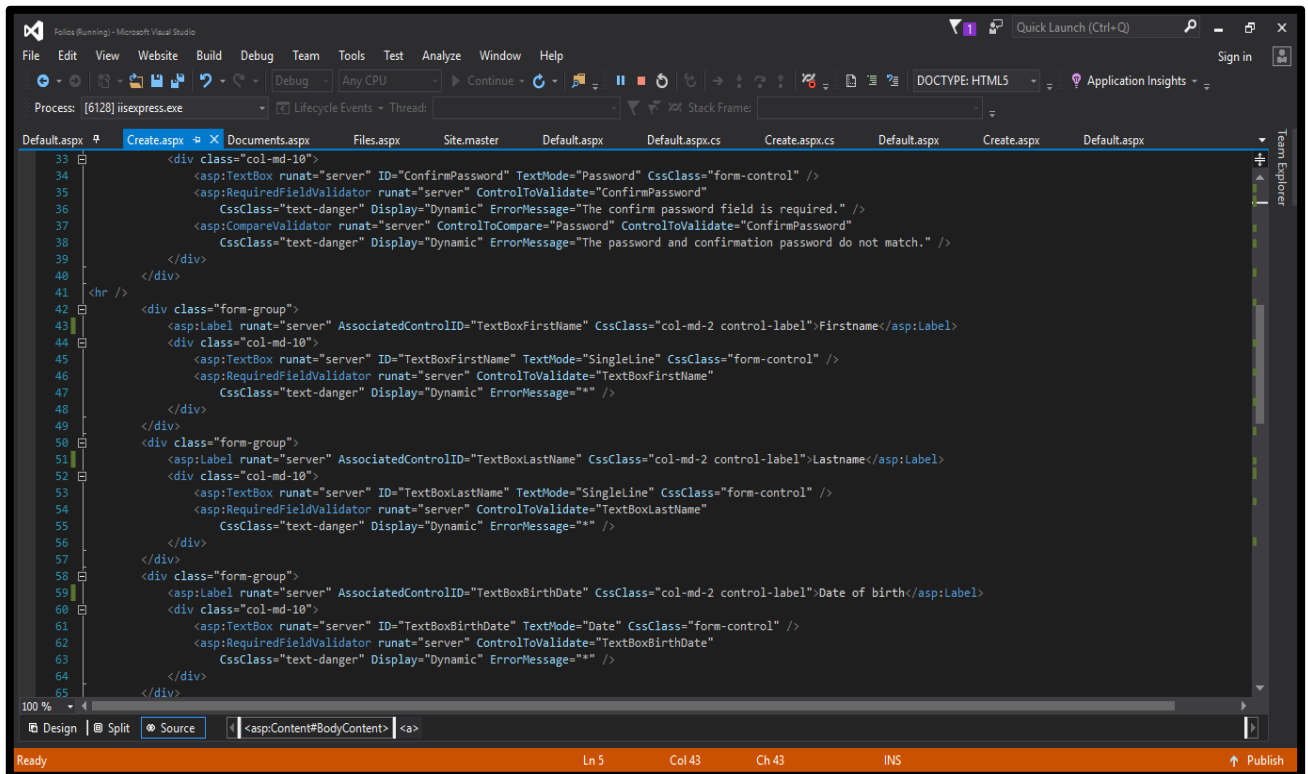 Folios (Running) - Microsoft Visual Studio
1
Quick Launch (Ctrl+Q)
File Edit View Website Build Debug Team Tools Test Analyze Window Help
Sign in
Debug Any CPU Continue DOCTYPE: HTML5 Application Insights
Process: [6128] iisexpress.exe Lifecycle Events Thread: Stack Frame:
Default.aspx Create.aspx Documents.aspx Files.aspx Site.master Default.aspx Default.aspx.cs Create.aspx.cs Default.aspx Create.aspx Default.aspx
Team Explorer
33 <div class="col-md-10">
34 <asp:TextBox runat="server" ID="ConfirmPassword" TextMode="Password" CssClass="form-control" />
35 <asp:RequiredFieldValidator runat="server" ControlToValidate="ConfirmPassword"
36 CssClass="text-danger" Display="Dynamic" ErrorMessage="The confirm password field is required." />
37 <asp:CompareValidator runat="server" ControlToCompare="Password" ControlToValidate="ConfirmPassword"
38 CssClass="text-danger" Display="Dynamic" ErrorMessage="The password and confirmation password do not match." />
39 </div>
40 </div>
41 <hr />
42 <div class="form-group">
43 <asp:Label runat="server" AssociatedControlID="TextBoxFirstName" CssClass="col-md-2 control-label">Firstname</asp:Label>
44 <div class="col-md-10">
45 <asp:TextBox runat="server" ID="TextBoxFirstName" TextMode="SingleLine" CssClass="form-control" />
46 <asp:RequiredFieldValidator runat="server" ControlToValidate="TextBoxFirstName"
47 CssClass="text-danger" Display="Dynamic" ErrorMessage="*" />
48 </div>
49 </div>
50 <div class="form-group">
51 <asp:Label runat="server" AssociatedControlID="TextBoxLastName" CssClass="col-md-2 control-label">Lastname</asp:Label>
52 <div class="col-md-10">
53 <asp:TextBox runat="server" ID="TextBoxLastName" TextMode="SingleLine" CssClass="form-control" />
54 <asp:RequiredFieldValidator runat="server" ControlToValidate="TextBoxLastName"
55 CssClass="text-danger" Display="Dynamic" ErrorMessage="*" />
56 </div>
57 </div>
58 <div class="form-group">
59 <asp:Label runat="server" AssociatedControlID="TextBoxBirthDate" CssClass="col-md-2 control-label">Date of birth</asp:Label>
60 <div class="col-md-10">
61 <asp:TextBox runat="server" ID="TextBoxBirthDate" TextMode="Date" CssClass="form-control" />
62 <asp:RequiredFieldValidator runat="server" ControlToValidate="TextBoxBirthDate"
63 CssClass="text-danger" Display="Dynamic" ErrorMessage="*" />
64 </div>
65 </div>
100 %
Design Split Source <asp:Content#BodyContent> <a>
Ready Ln 5 Col 43 Ch 43 INS Publish